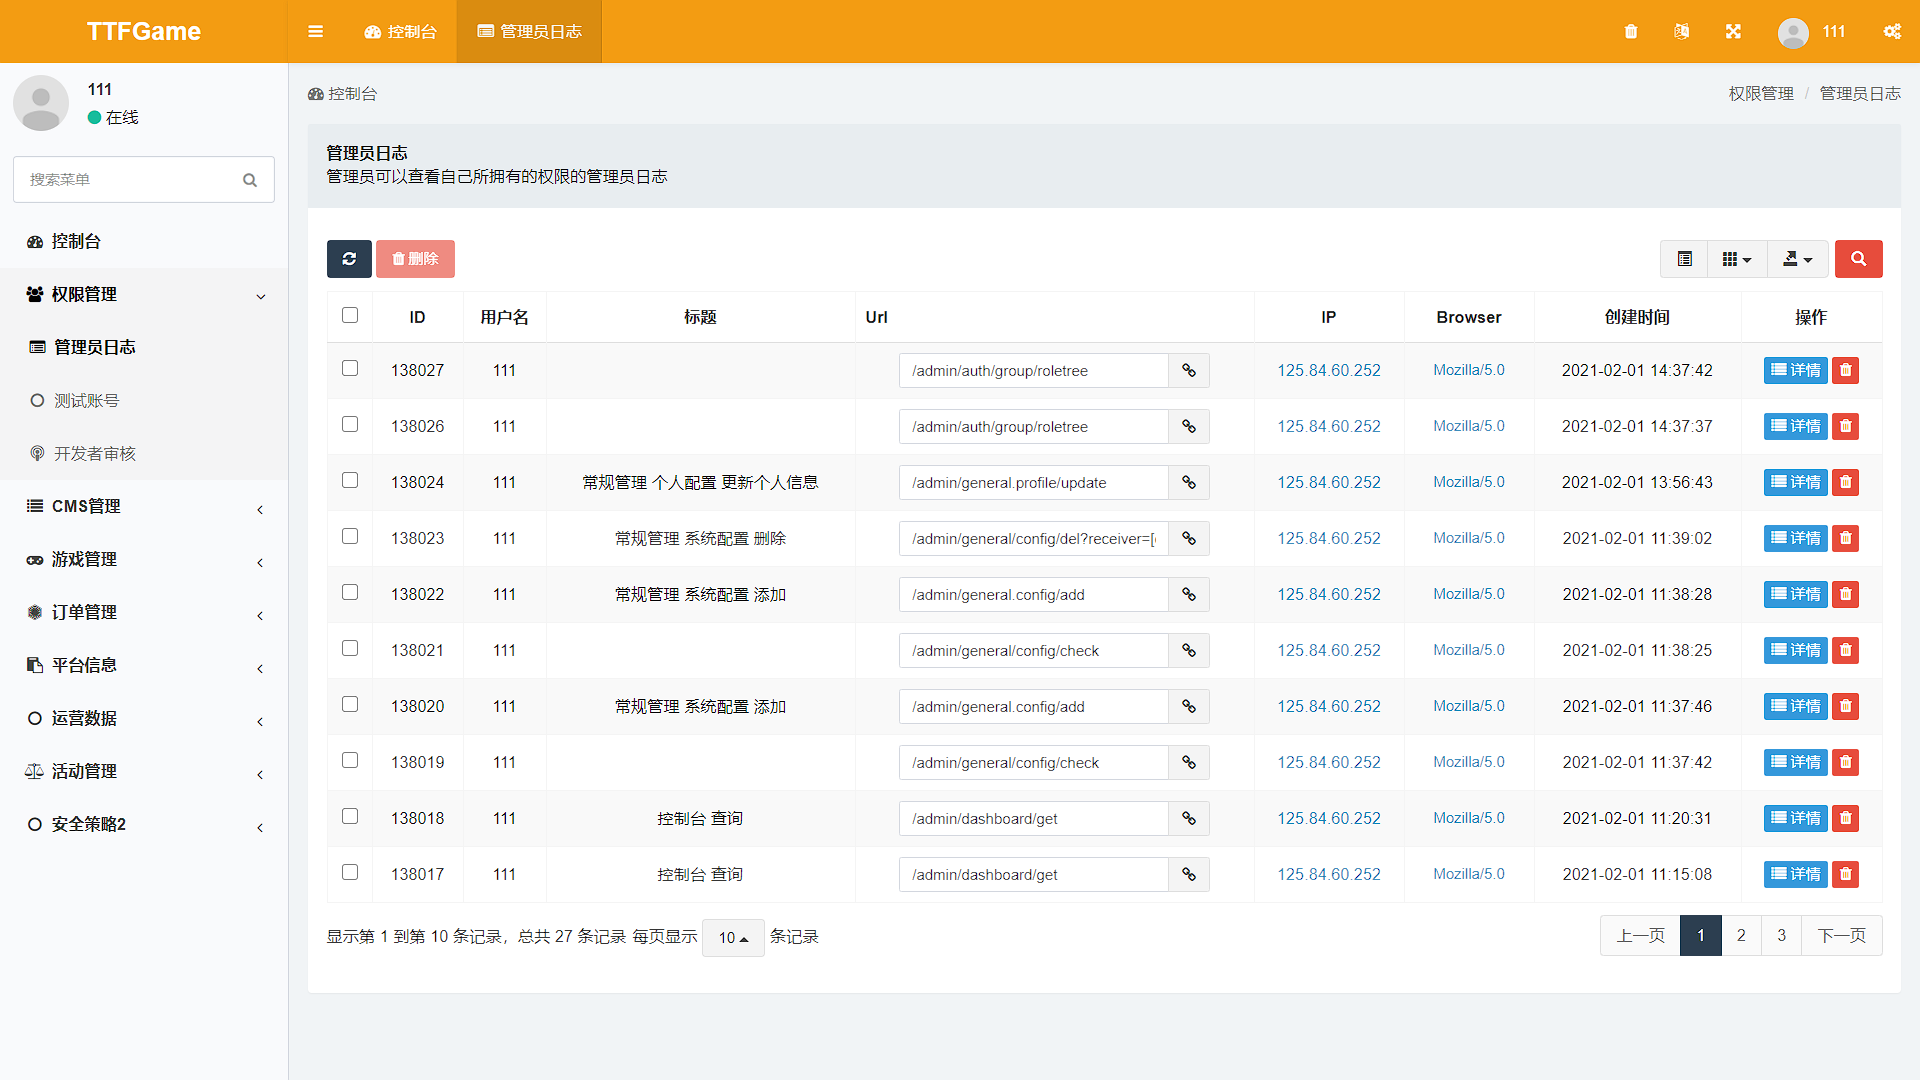 TTFGame
控制台
管理员日志
111
111
在线
搜索菜单
控制台
权限管理
管理员日志
测试账号
开发者审核
CMS管理
游戏管理
订单管理
平台信息
运营数据
活动管理
安全策略2
控制台
权限管理 / 管理员日志
管理员日志
管理员可以查看自己所拥有的权限的管理员日志
删除
ID 用户名 标题 Url IP Browser 创建时间 操作
138027 111 /admin/auth/group/roletree 125.84.60.252 Mozilla/5.0 2021-02-01 14:37:42 详情
138026 111 /admin/auth/group/roletree 125.84.60.252 Mozilla/5.0 2021-02-01 14:37:37 详情
138024 111 常规管理 个人配置 更新个人信息 /admin/general.profile/update 125.84.60.252 Mozilla/5.0 2021-02-01 13:56:43 详情
138023 111 常规管理 系统配置 删除 /admin/general/config/del?receiver=[ 125.84.60.252 Mozilla/5.0 2021-02-01 11:39:02 详情
138022 111 常规管理 系统配置 添加 /admin/general.config/add 125.84.60.252 Mozilla/5.0 2021-02-01 11:38:28 详情
138021 111 /admin/general/config/check 125.84.60.252 Mozilla/5.0 2021-02-01 11:38:25 详情
138020 111 常规管理 系统配置 添加 /admin/general.config/add 125.84.60.252 Mozilla/5.0 2021-02-01 11:37:46 详情
138019 111 /admin/general/config/check 125.84.60.252 Mozilla/5.0 2021-02-01 11:37:42 详情
138018 111 控制台 查询 /admin/dashboard/get 125.84.60.252 Mozilla/5.0 2021-02-01 11:20:31 详情
138017 111 控制台 查询 /admin/dashboard/get 125.84.60.252 Mozilla/5.0 2021-02-01 11:15:08 详情
显示第 1 到第 10 条记录，总共 27 条记录 每页显示 10 条记录
上一页 1 2 3 下一页